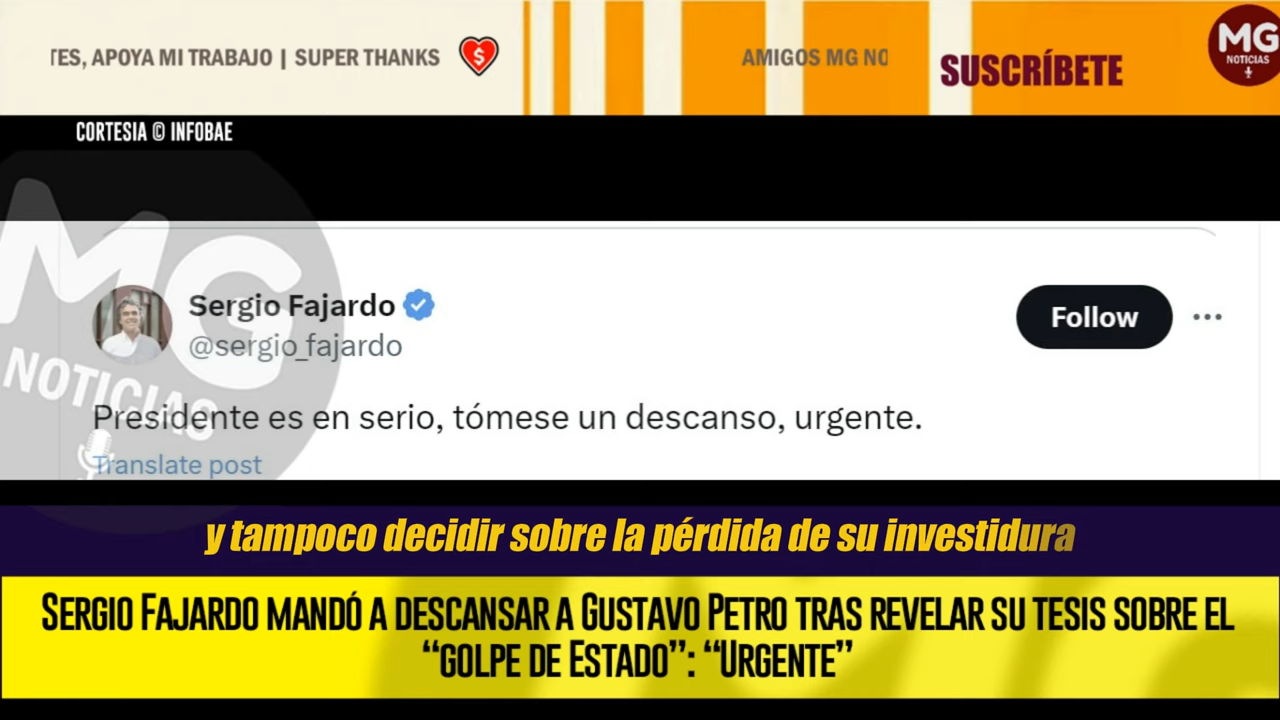 TES, APOYA MI TRABAJO | SUPER THANKS
AMIGOS MG NO
SUSCRÍBETE
MG
NOTICIAS
CORTESIA © INFOBAE
MG
NOTICIAS
Sergio Fajardo
@sergio_fajardo
Follow
Presidente es en serio, tómese un descanso, urgente.
Translate post
y tampoco decidir sobre la pérdida de su investidura
SERGIO FAJARDO MANDÓ A DESCANSAR A GUSTAVO PETRO TRAS REVELAR SU TESIS SOBRE EL
“GOLPE DE ESTADO”: “URGENTE”